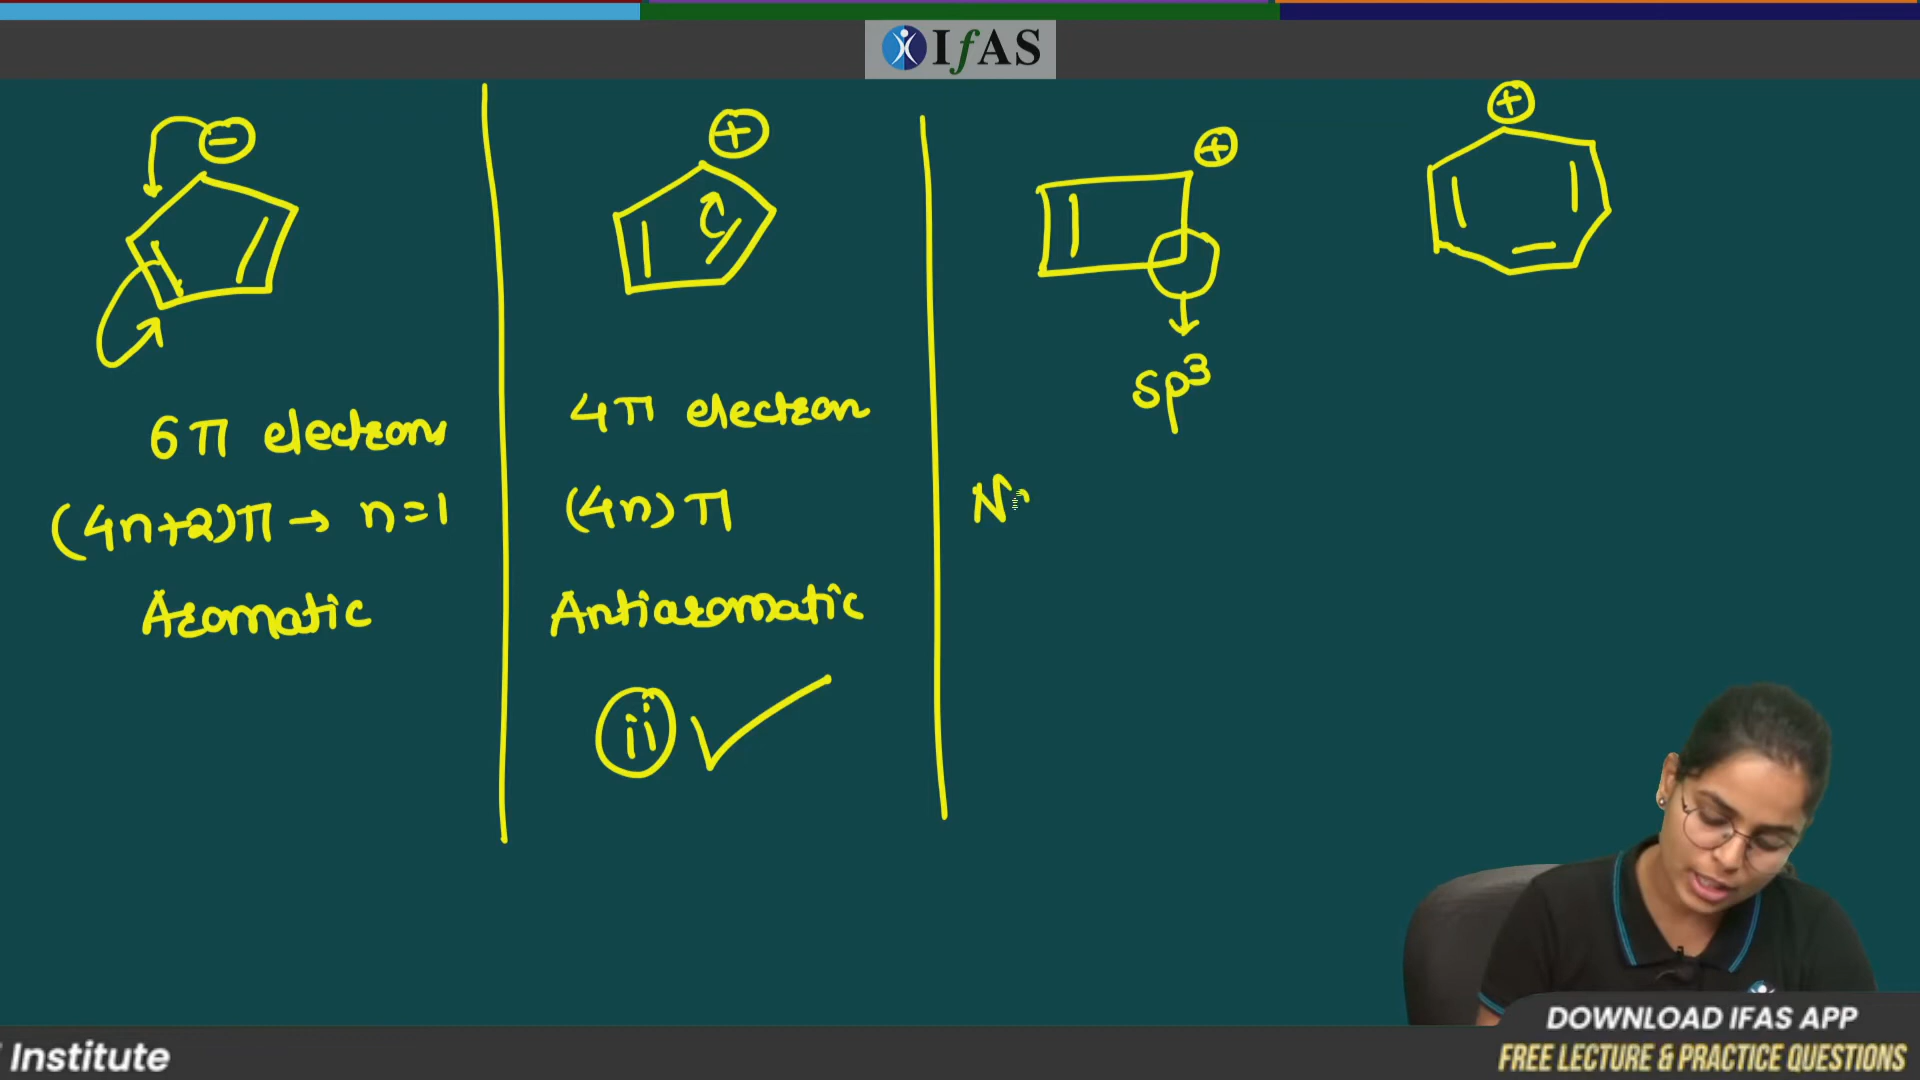 IfAS
⊖
6π electrons
(4n+2)π → n=1
Aromatic
⊕
4π electron
(4n)π
Antiaromatic
ii ✓
⊕
sp³
⊕
Institute
DOWNLOAD IFAS APP
FREE LECTURE & PRACTICE QUESTIONS